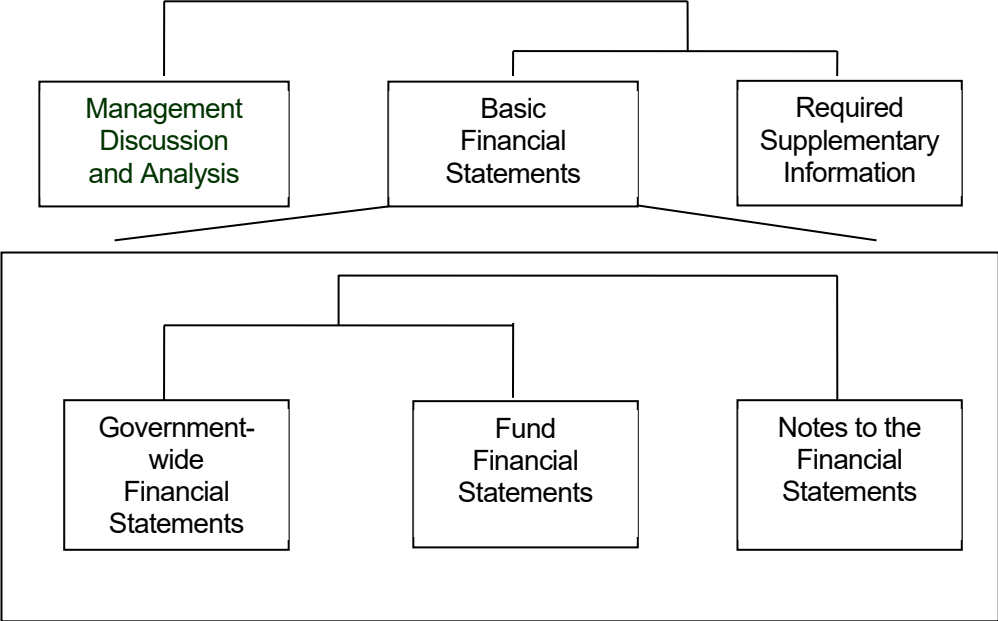 Management
Discussion
and Analysis
Basic
Financial
Statements
Required
Supplementary
Information
Government-
wide
Financial
Statements
Fund
Financial
Statements
Notes to the
Financial
Statements